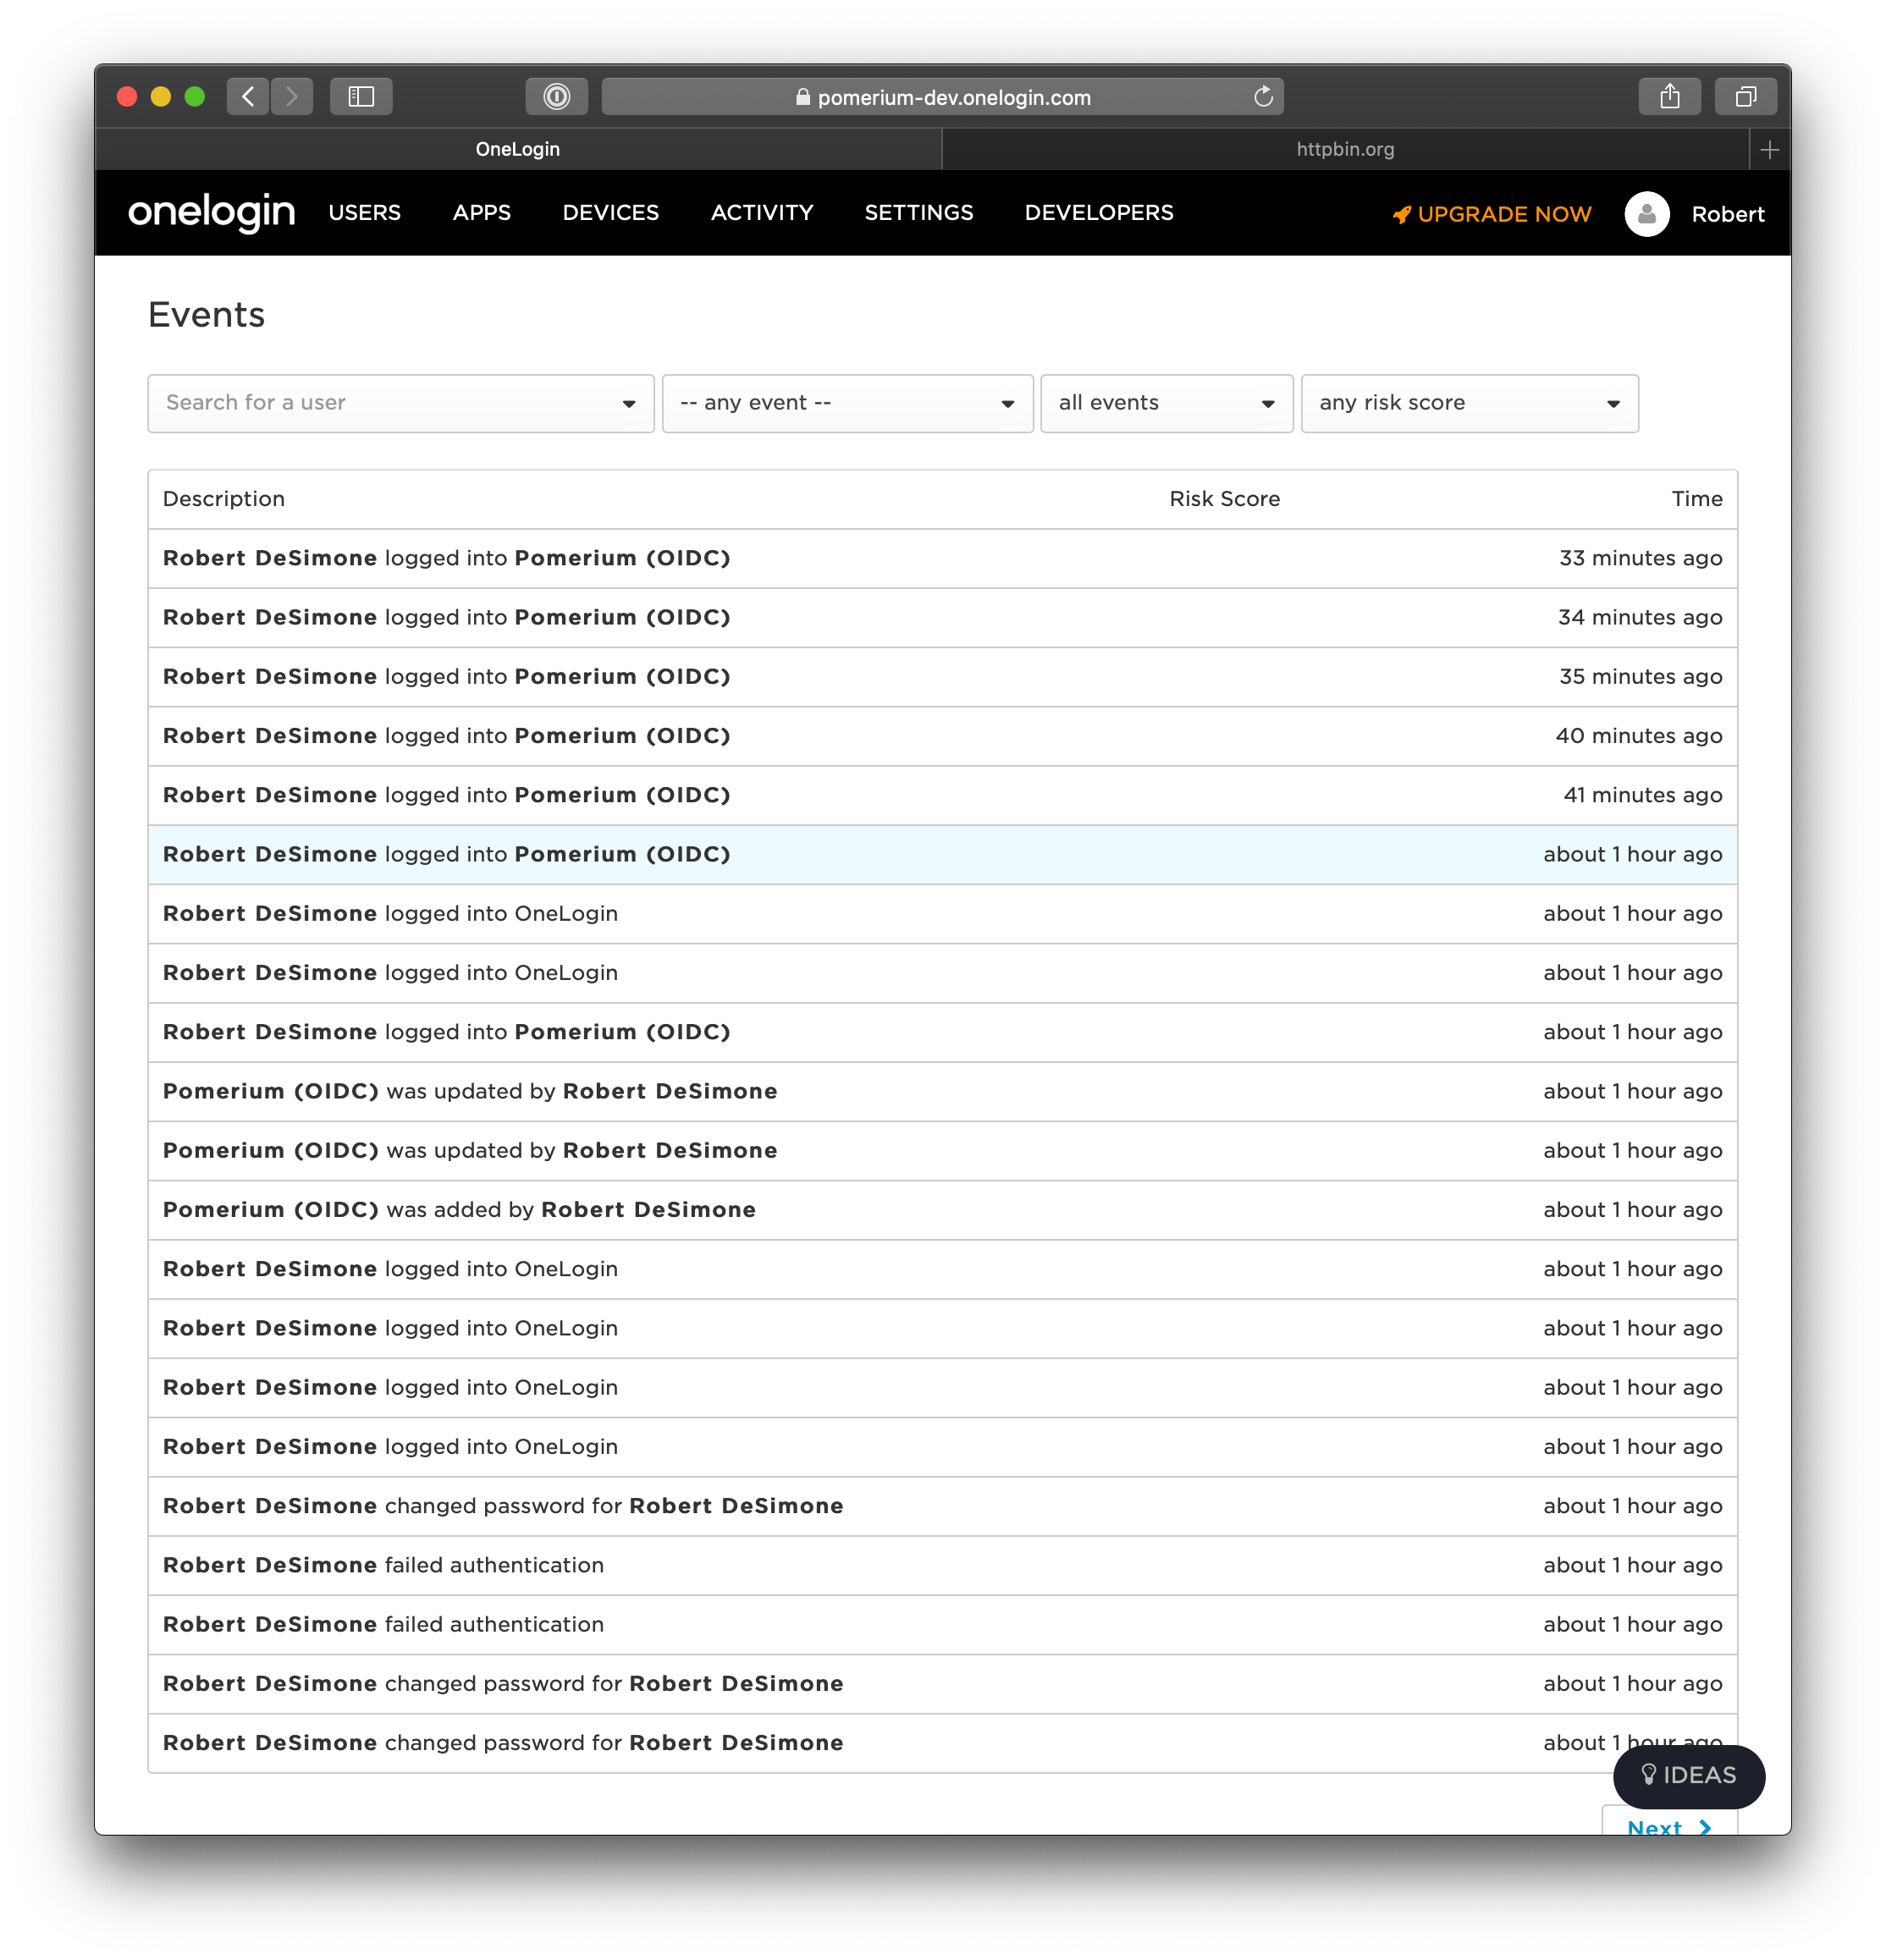 pomerium-dev.onelogin.com
OneLogin
httpbin.org
onelogin USERS APPS DEVICES ACTIVITY SETTINGS DEVELOPERS UPGRADE NOW Robert
Events
Search for a user -- any event -- all events any risk score
Description Risk Score Time
Robert DeSimone logged into Pomerium (OIDC) 33 minutes ago
Robert DeSimone logged into Pomerium (OIDC) 34 minutes ago
Robert DeSimone logged into Pomerium (OIDC) 35 minutes ago
Robert DeSimone logged into Pomerium (OIDC) 40 minutes ago
Robert DeSimone logged into Pomerium (OIDC) 41 minutes ago
Robert DeSimone logged into Pomerium (OIDC) about 1 hour ago
Robert DeSimone logged into OneLogin about 1 hour ago
Robert DeSimone logged into OneLogin about 1 hour ago
Robert DeSimone logged into Pomerium (OIDC) about 1 hour ago
Pomerium (OIDC) was updated by Robert DeSimone about 1 hour ago
Pomerium (OIDC) was updated by Robert DeSimone about 1 hour ago
Pomerium (OIDC) was added by Robert DeSimone about 1 hour ago
Robert DeSimone logged into OneLogin about 1 hour ago
Robert DeSimone logged into OneLogin about 1 hour ago
Robert DeSimone logged into OneLogin about 1 hour ago
Robert DeSimone logged into OneLogin about 1 hour ago
Robert DeSimone changed password for Robert DeSimone about 1 hour ago
Robert DeSimone failed authentication about 1 hour ago
Robert DeSimone failed authentication about 1 hour ago
Robert DeSimone changed password for Robert DeSimone about 1 hour ago
Robert DeSimone changed password for Robert DeSimone about 1 hour ago
IDEAS
Next